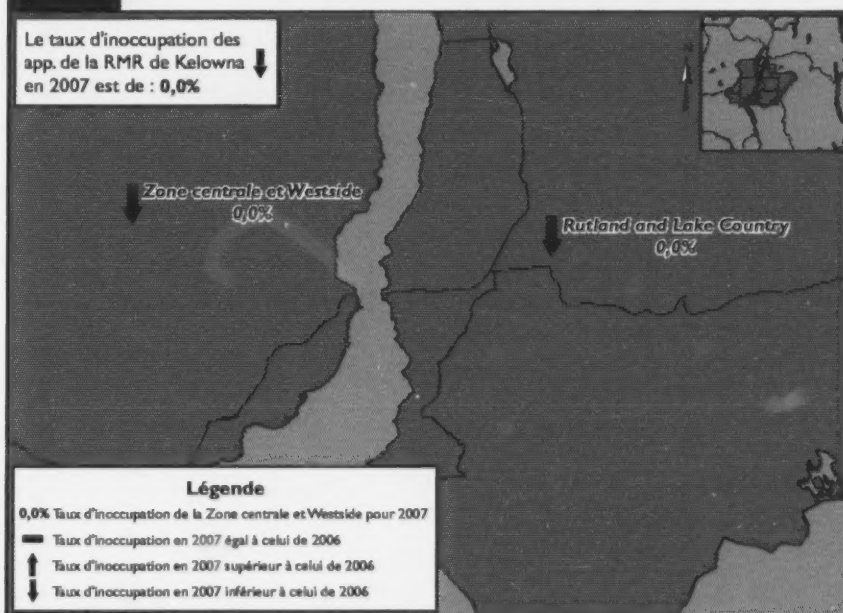 Le taux d'inoccupation des
app. de la RMR de Kelowna
en 2007 est de : 0,0%
Zone centrale et Westside
0,0%
Rutland and Lake Country
0,0%
Légende
0,0% Taux d'inoccupation de la Zone centrale et Westside pour 2007
Taux d'inoccupation en 2007 égal à celui de 2006
Taux d'inoccupation en 2007 supérieur à celui de 2006
Taux d'inoccupation en 2007 inférieur à celui de 2006